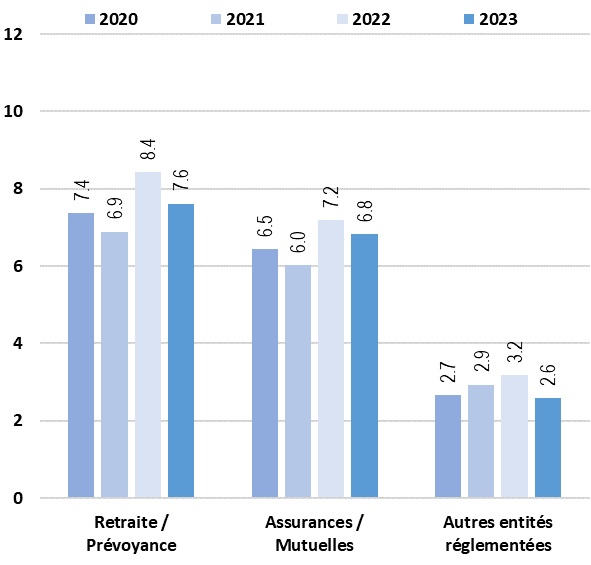 2020 2021 2022 2023
12
10
8
6
4
2
0
7.4 6.9 8.4 7.6
6.5 6.0 7.2 6.8
2.7 2.9 3.2 2.6
Retraite / Assurances / Autres entités
Prévoyance Mutuelles réglementées